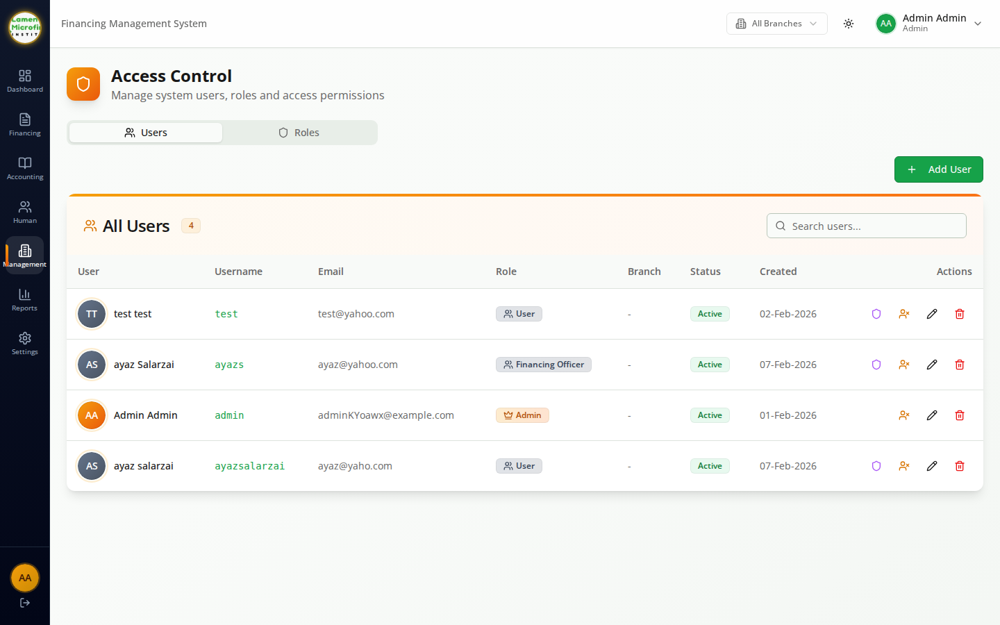 Lamen
Microfi
INSTIT
Financing Management System
All Branches
AA
Admin Admin
Admin
Dashboard
Financing
Accounting
Human
Management
Reports
Settings
AA
Access Control
Manage system users, roles and access permissions
Users
Roles
Add User
All Users 4
Search users...
User Username Email Role Branch Status Created Actions
TT test test test test@yahoo.com User - Active 02-Feb-2026
AS ayaz Salarzai ayazs ayaz@yahoo.com Financing Officer - Active 07-Feb-2026
AA Admin Admin admin adminKYoawx@example.com Admin - Active 01-Feb-2026
AS ayaz salarzai ayazsalarzai ayaz@yaho.com User - Active 07-Feb-2026